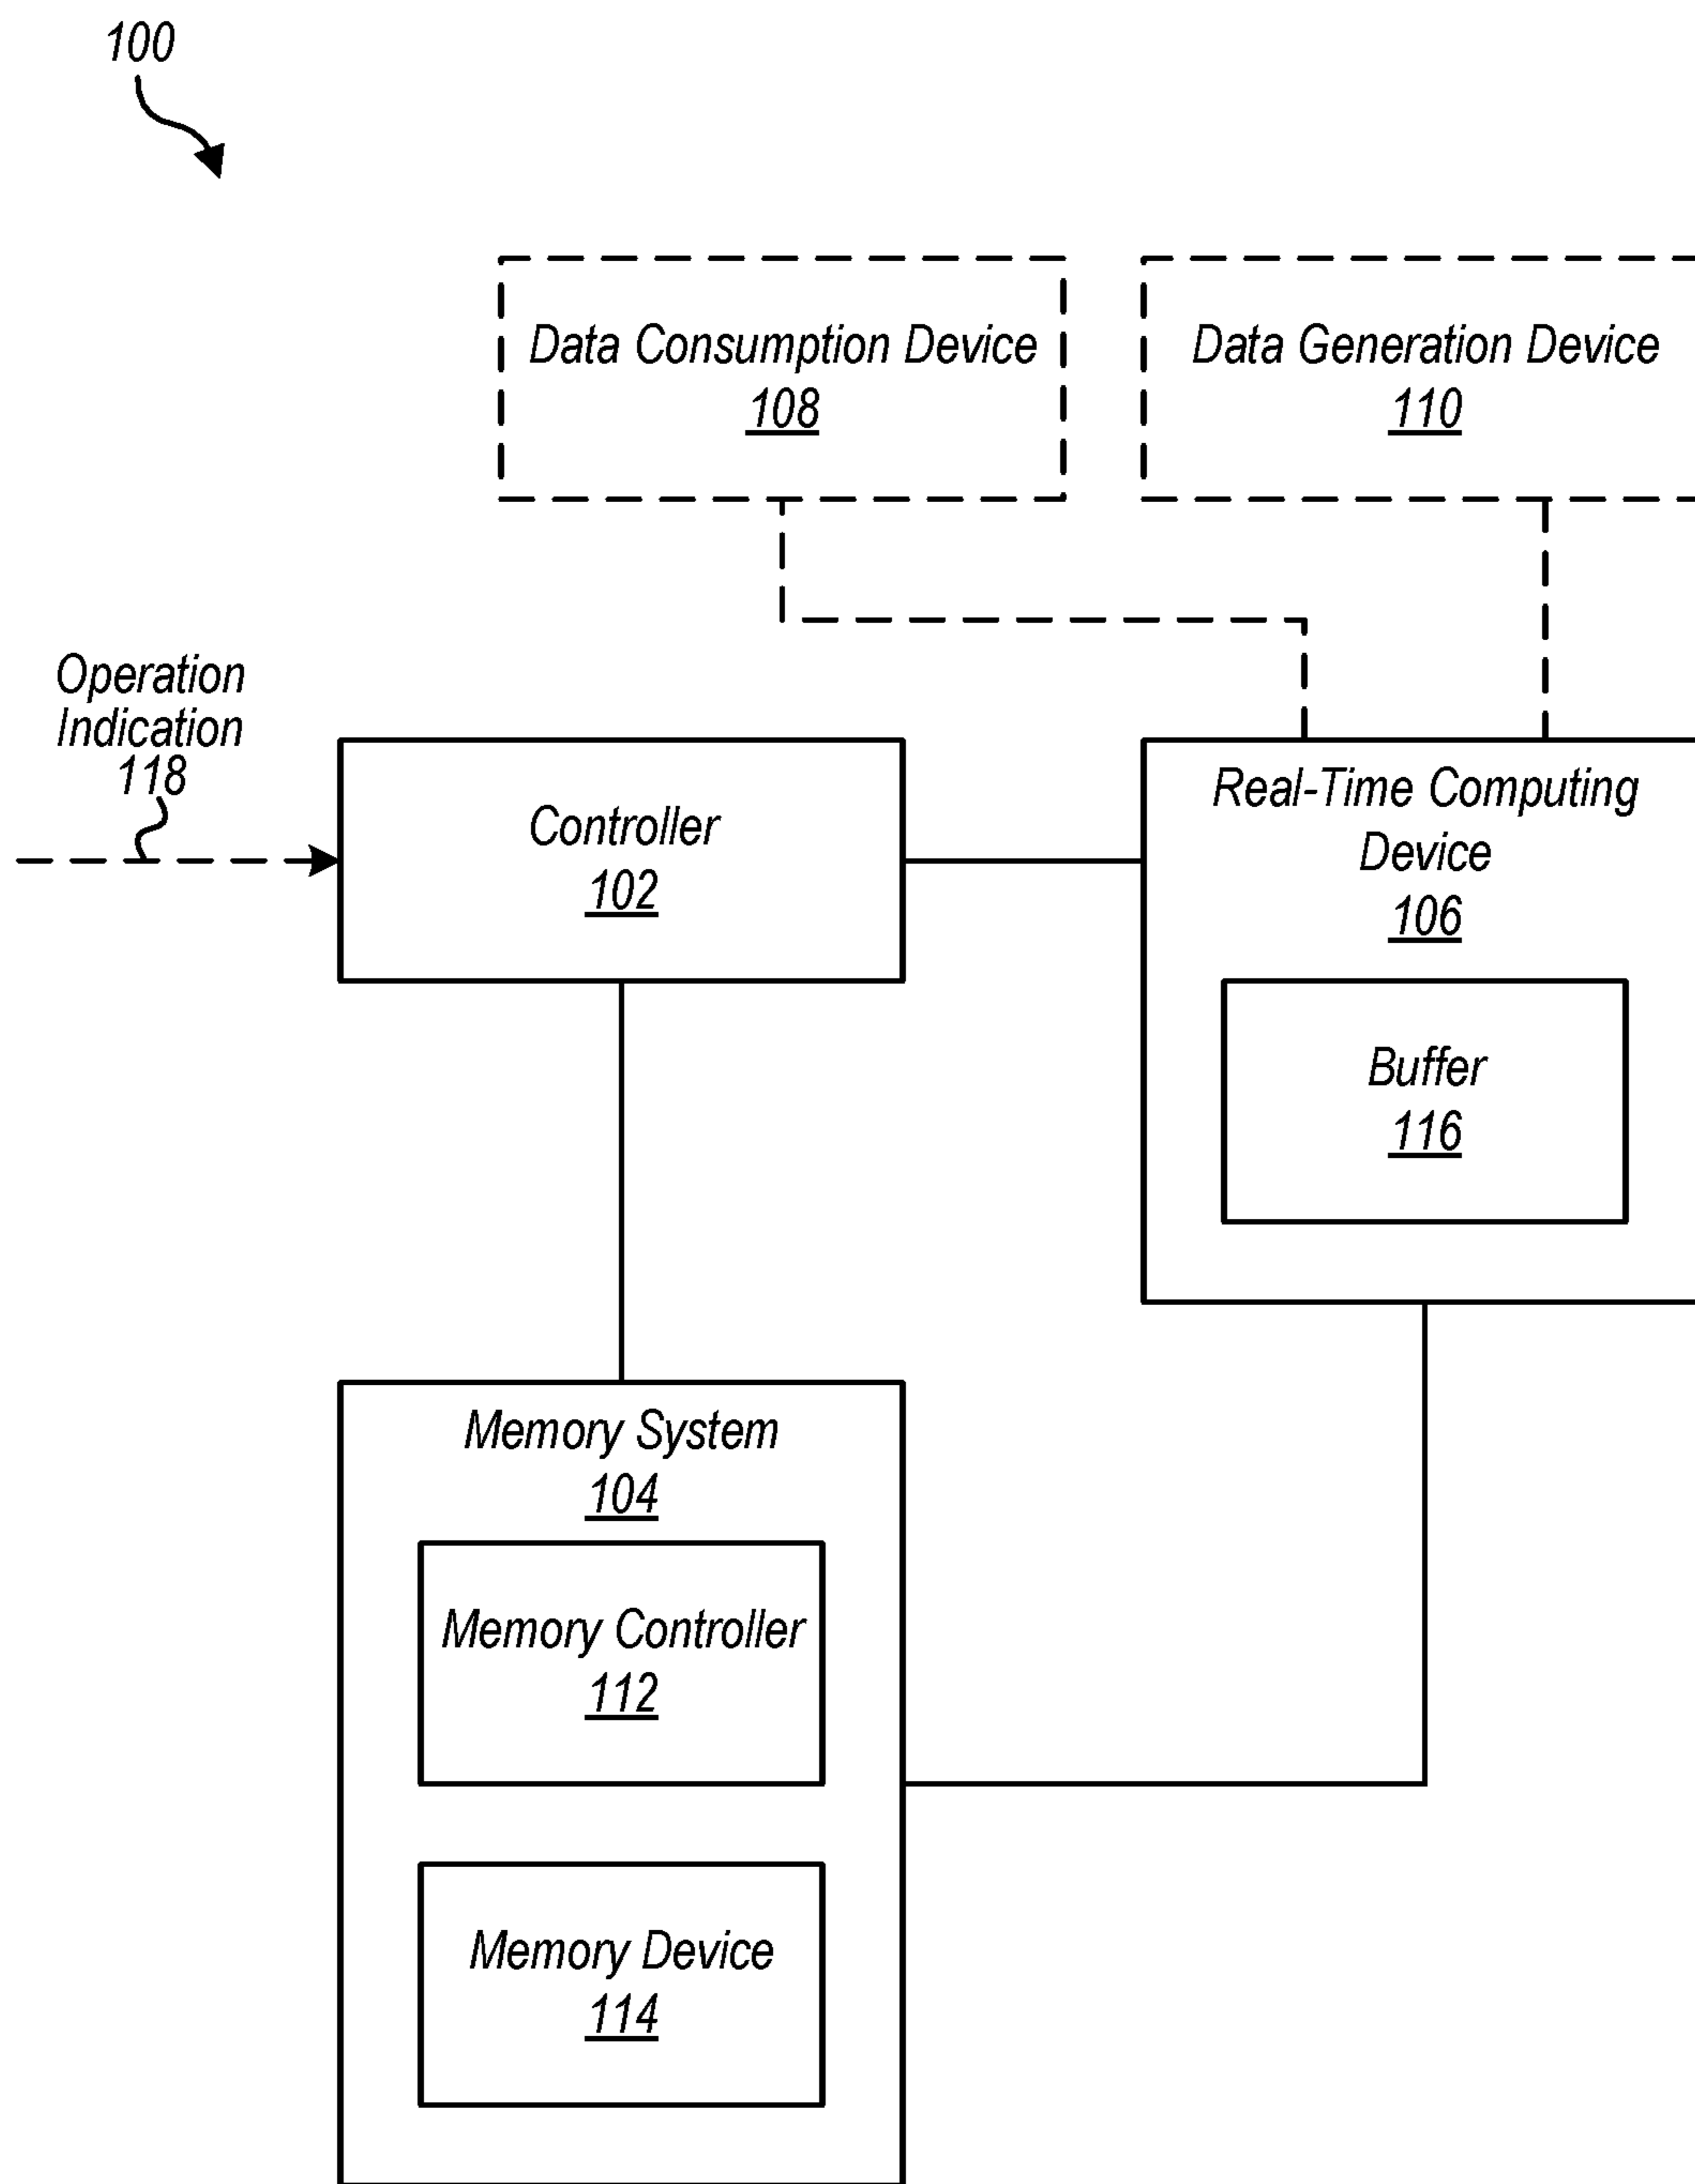 100
Data Consumption Device
108
Data Generation Device
110
Operation
Indication
118
Controller
102
Real-Time Computing
Device
106
Buffer
116
Memory System
104
Memory Controller
112
Memory Device
114